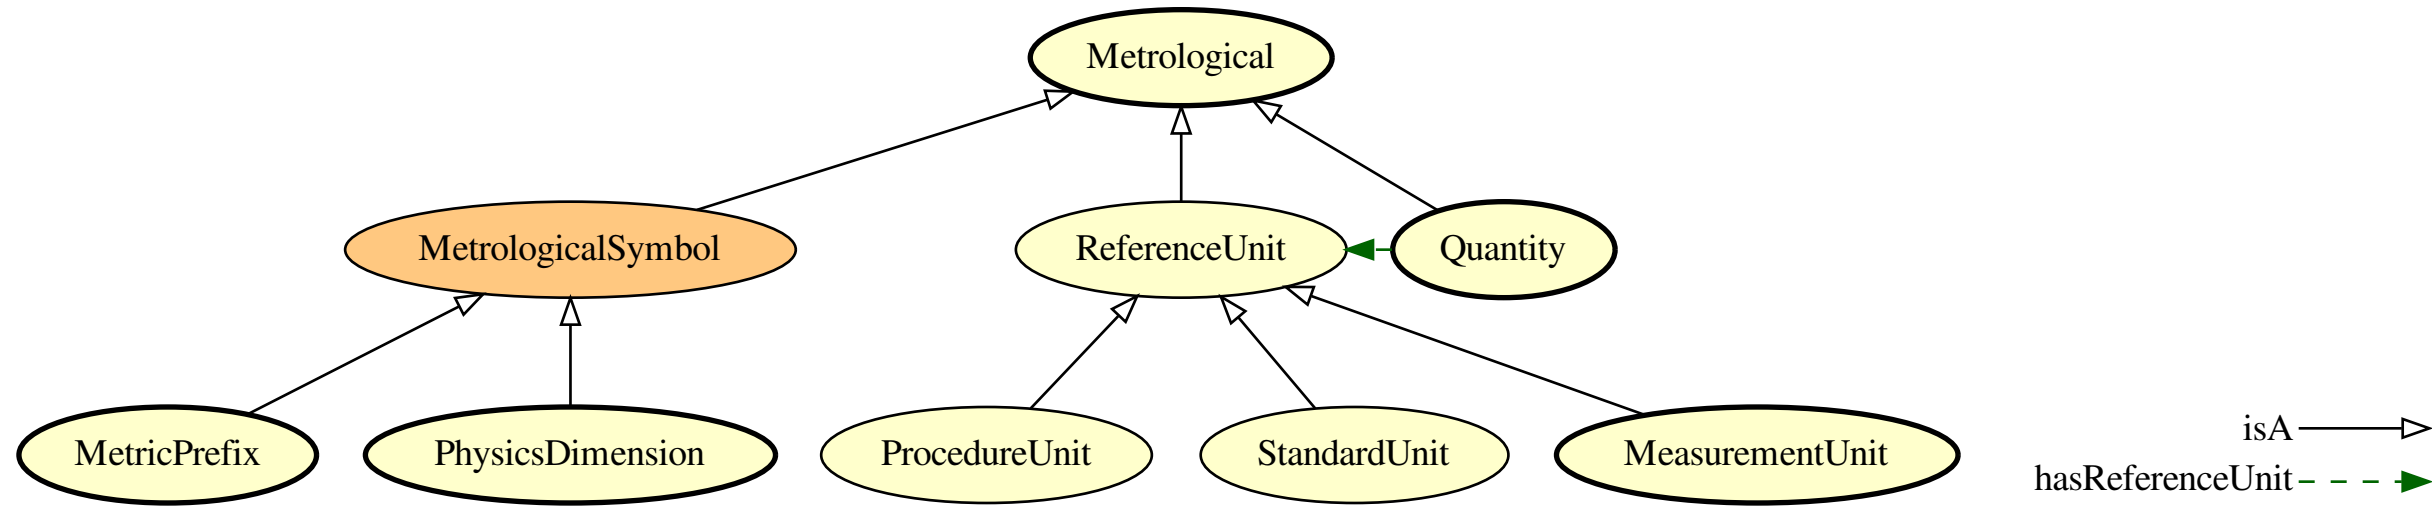 Metrological
MetrologicalSymbol
ReferenceUnit
Quantity
MetricPrefix
PhysicsDimension
ProcedureUnit
StandardUnit
MeasurementUnit
isA
hasReferenceUnit